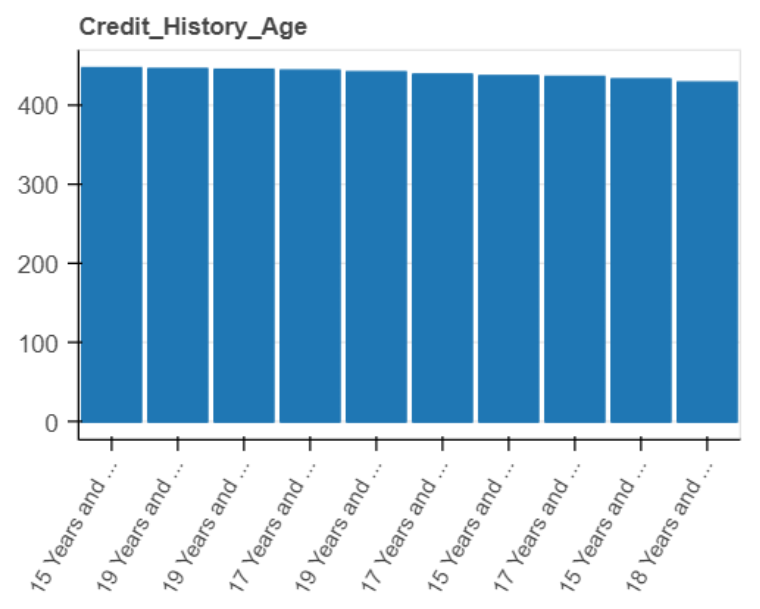 Credit_History_Age
400
300
200
100
0
15 Years and ...
19 Years and ...
19 Years and ...
17 Years and ...
19 Years and ...
17 Years and ...
15 Years and ...
17 Years and ...
15 Years and ...
18 Years and ...